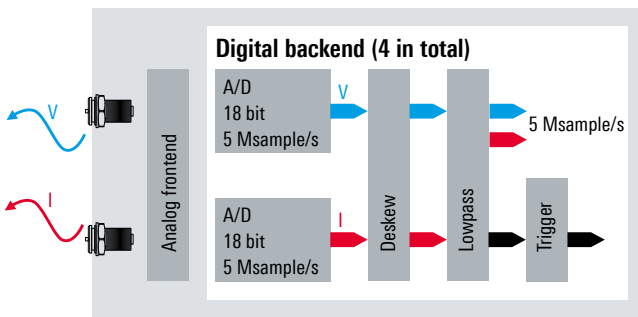 Digital backend (4 in total)
V
I
Analog frontend
A/D
18 bit
5 Msample/s
V
A/D
18 bit
5 Msample/s
I
Deskew
Lowpass
5 Msample/s
Trigger